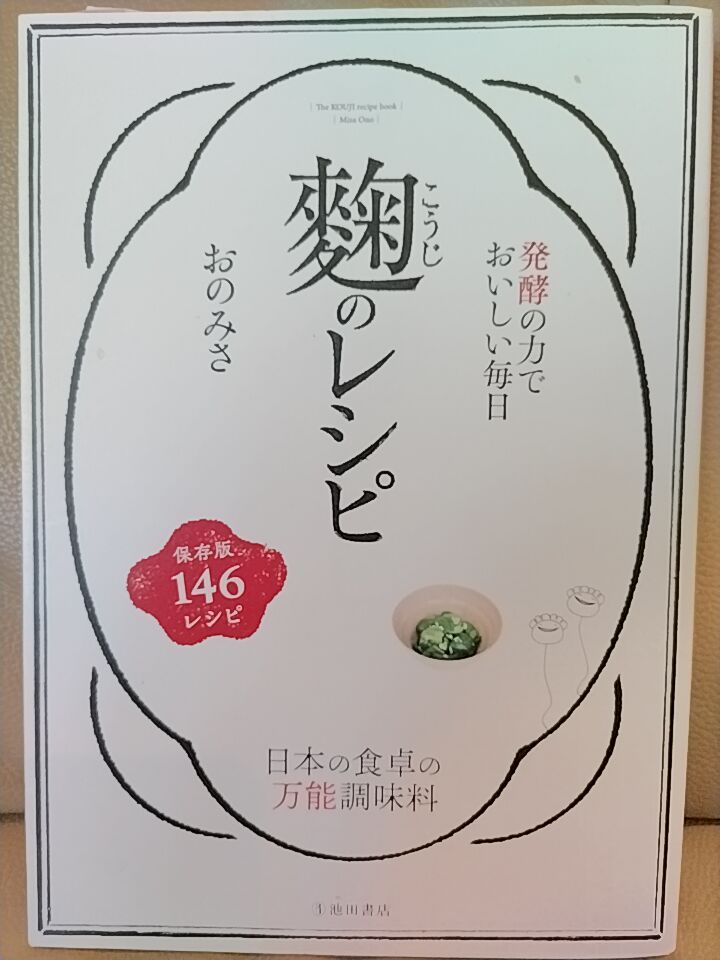 | The KOUJI recipe book |
| Misa Ono |
麴のレシピ
こうじ
発酵の力で
おいしい毎日
おのみさ
保存版
146
レシピ
日本の食卓の
万能調味料
池田書店